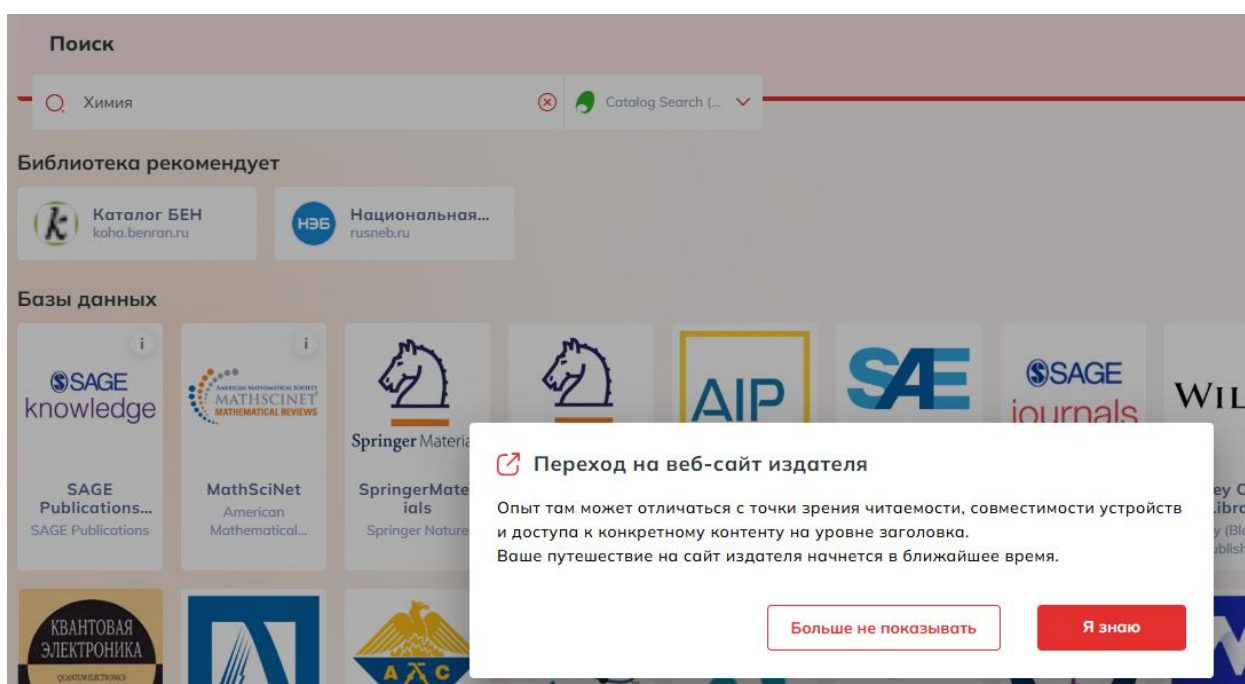 Поиск
Химия
Catalog Search (...
Библиотека рекомендует
Каталог БЕН
koha.benran.ru
НЭБ
Национальная...
rusneb.ru
Базы данных
i
i
SAGE
knowledge
AMERICAN MATHEMATICAL SOCIETY
MATHSCINET
MATHEMATICAL REVIEWS
Springer Materia
AIP
SAE
SAGE
journals
WIL
SAGE
Publications...
SAGE Publications
MathSciNet
American
Mathematical...
SpringerMate
ials
Springer Nature
ey O
ibra
y (Bla
ublish
Переход на веб-сайт издателя
Опыт там может отличаться с точки зрения читаемости, совместимости устройств
и доступа к конкретному контенту на уровне заголовка.
Ваше путешествие на сайт издателя начнется в ближайшее время.
Больше не показывать
Я знаю
КВАНТОВАЯ
ЭЛЕКТРОНИКА
QUANTUM ELECTRONICS